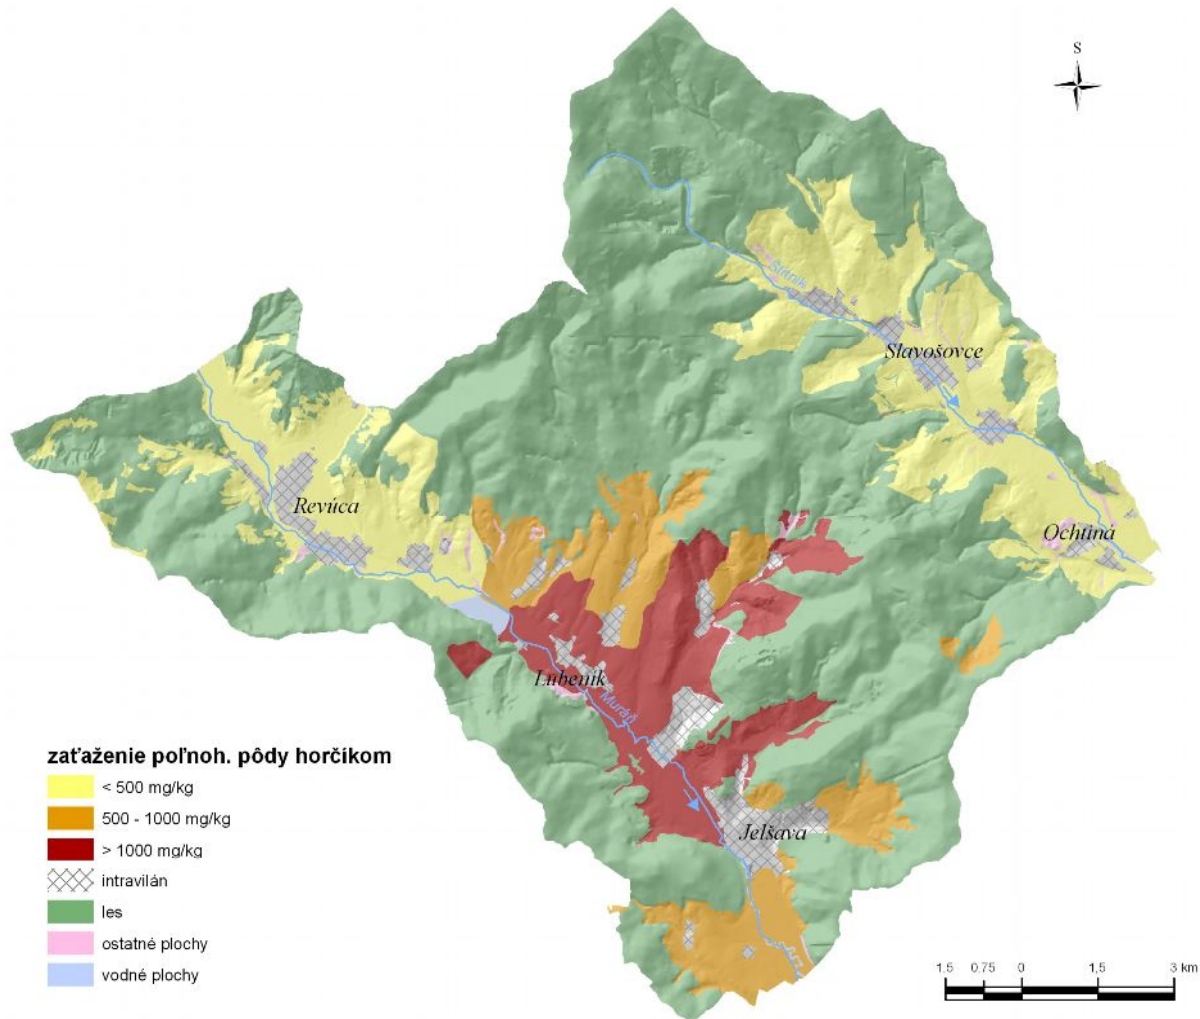 S
Štítnik
Slavošovce
Revúca
Ochtiná
Lubeník
Muráň
Jelšava
zaťaženie poľnoh. pôdy horčíkom
< 500 mg/kg
500 - 1000 mg/kg
> 1000 mg/kg
intravilán
les
ostatné plochy
vodné plochy
1.5 0.75 0 1,5 3 km